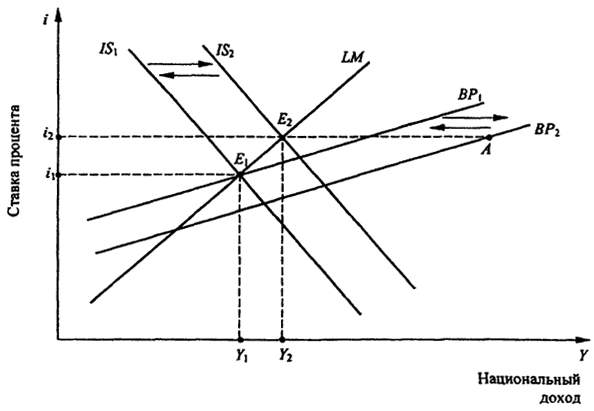 i
IS₁
IS₂
LM
BP₁
BP₂
i₂
E₂
A
E₁
i₁
Ставка процента
Y₁
Y₂
Y
Национальный
доход